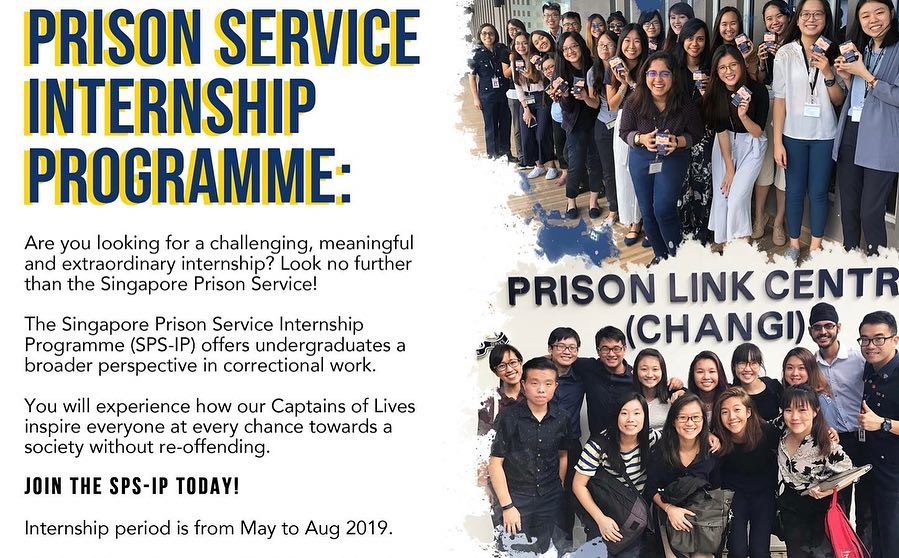 PRISON SERVICE
INTERNSHIP
PROGRAMME:
Are you looking for a challenging, meaningful
and extraordinary internship? Look no further
than the Singapore Prison Service!
The Singapore Prison Service Internship
Programme (SPS-IP) offers undergraduates a
broader perspective in correctional work.
You will experience how our Captains of Lives
inspire everyone at every chance towards a
society without re-offending.
JOIN THE SPS-IP TODAY!
Internship period is from May to Aug 2019.
PRISON LINK CENTR
(CHANGI)